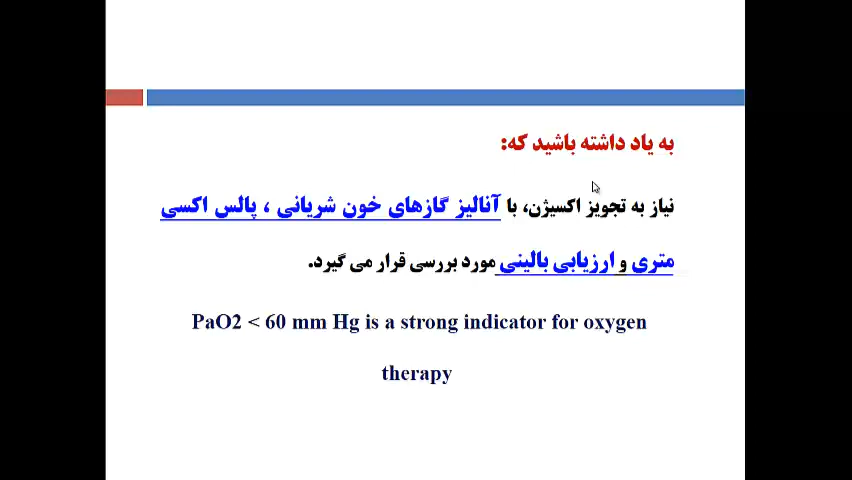 به یاد داشته باشید که:
نیاز به تجویز اکسیژن، با آنالیز گازهای خون شریانی ، پالس اکسی
متری و ارزیابی بالینی مورد بررسی قرار می گیرد.
PaO2 < 60 mm Hg is a strong indicator for oxygen
therapy